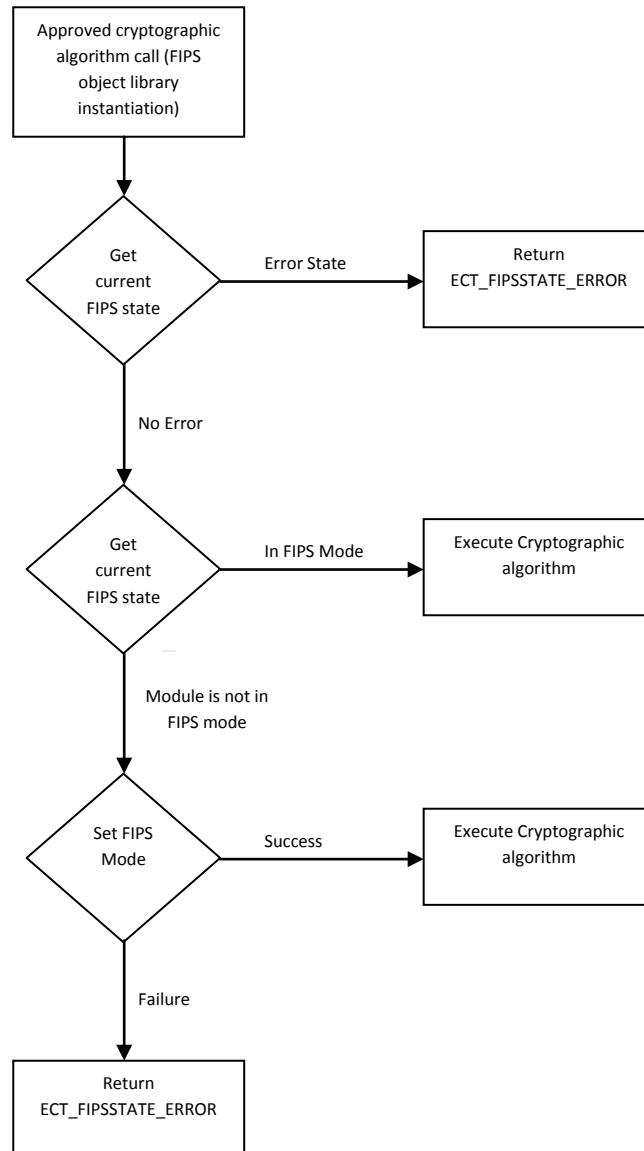 Approved cryptographic
algorithm call (FIPS
object library
instantiation)
Get
current
FIPS state
Error State
Return
ECT_FIPSSTATE_ERROR
No Error
Get
current
FIPS state
In FIPS Mode
Execute Cryptographic
algorithm
Module is not in
FIPS mode
Set FIPS
Mode
Success
Execute Cryptographic
algorithm
Failure
Return
ECT_FIPSSTATE_ERROR